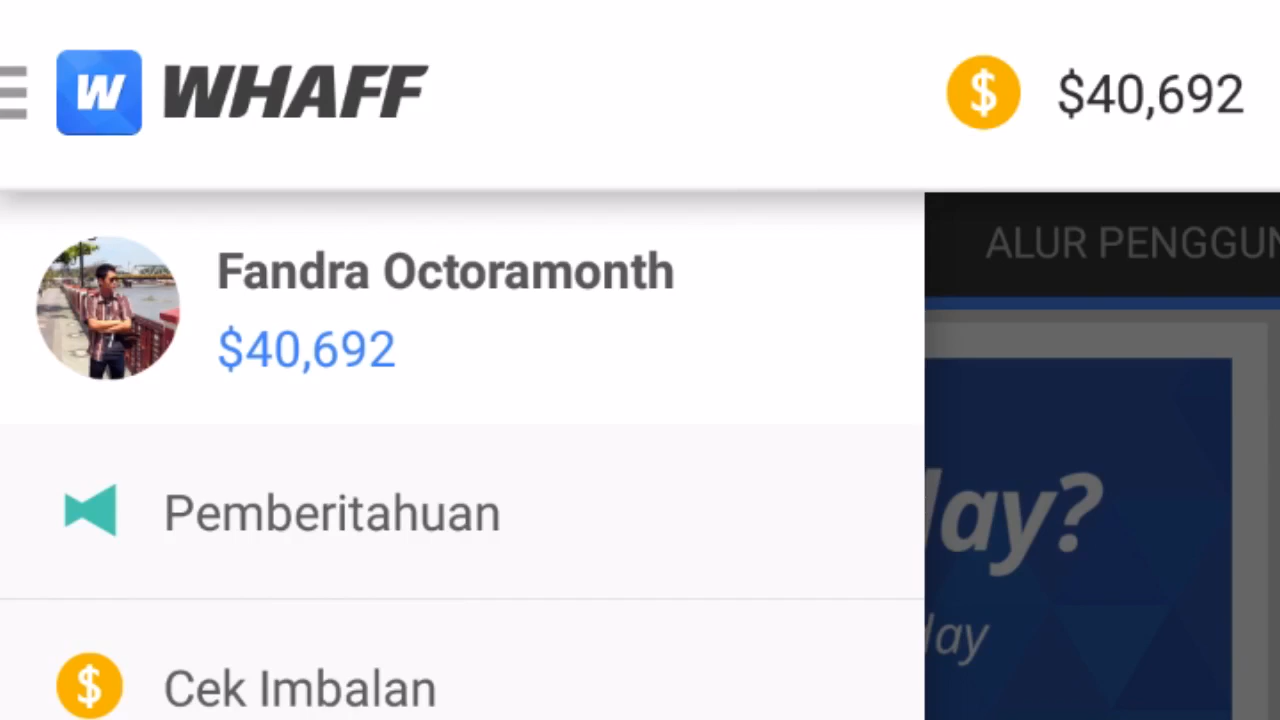 W WHAFF $ $40,692
Fandra Octoramonth
$40,692
ALUR PENGGUN
Pemberitahuan
lay?
lay
$ Cek Imbalan